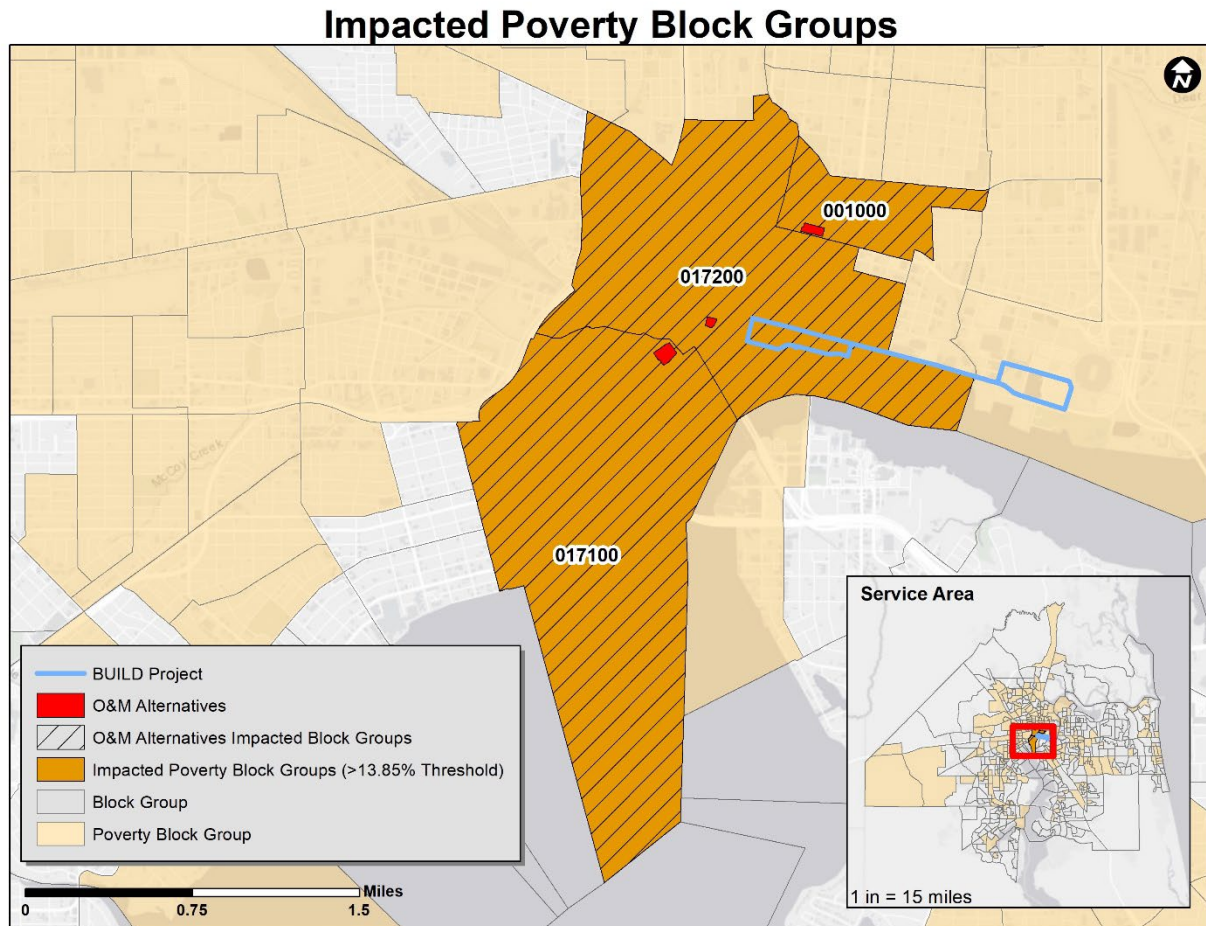 Impacted Poverty Block Groups
N
001000
017200
McCoy Creek
017100
BUILD Project
O&M Alternatives
O&M Alternatives Impacted Block Groups
Impacted Poverty Block Groups (>13.85% Threshold)
Block Group
Poverty Block Group
Miles
0 0.75 1.5
Service Area
1 in = 15 miles